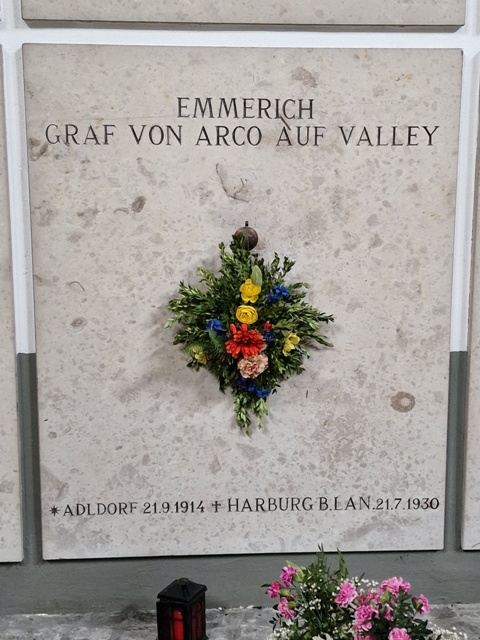 EMMERICH
GRAF VON ARCO AUF VALLEY
*ADLDORF 21.9.1914 † HARBURG B.LAN.21.7.1930